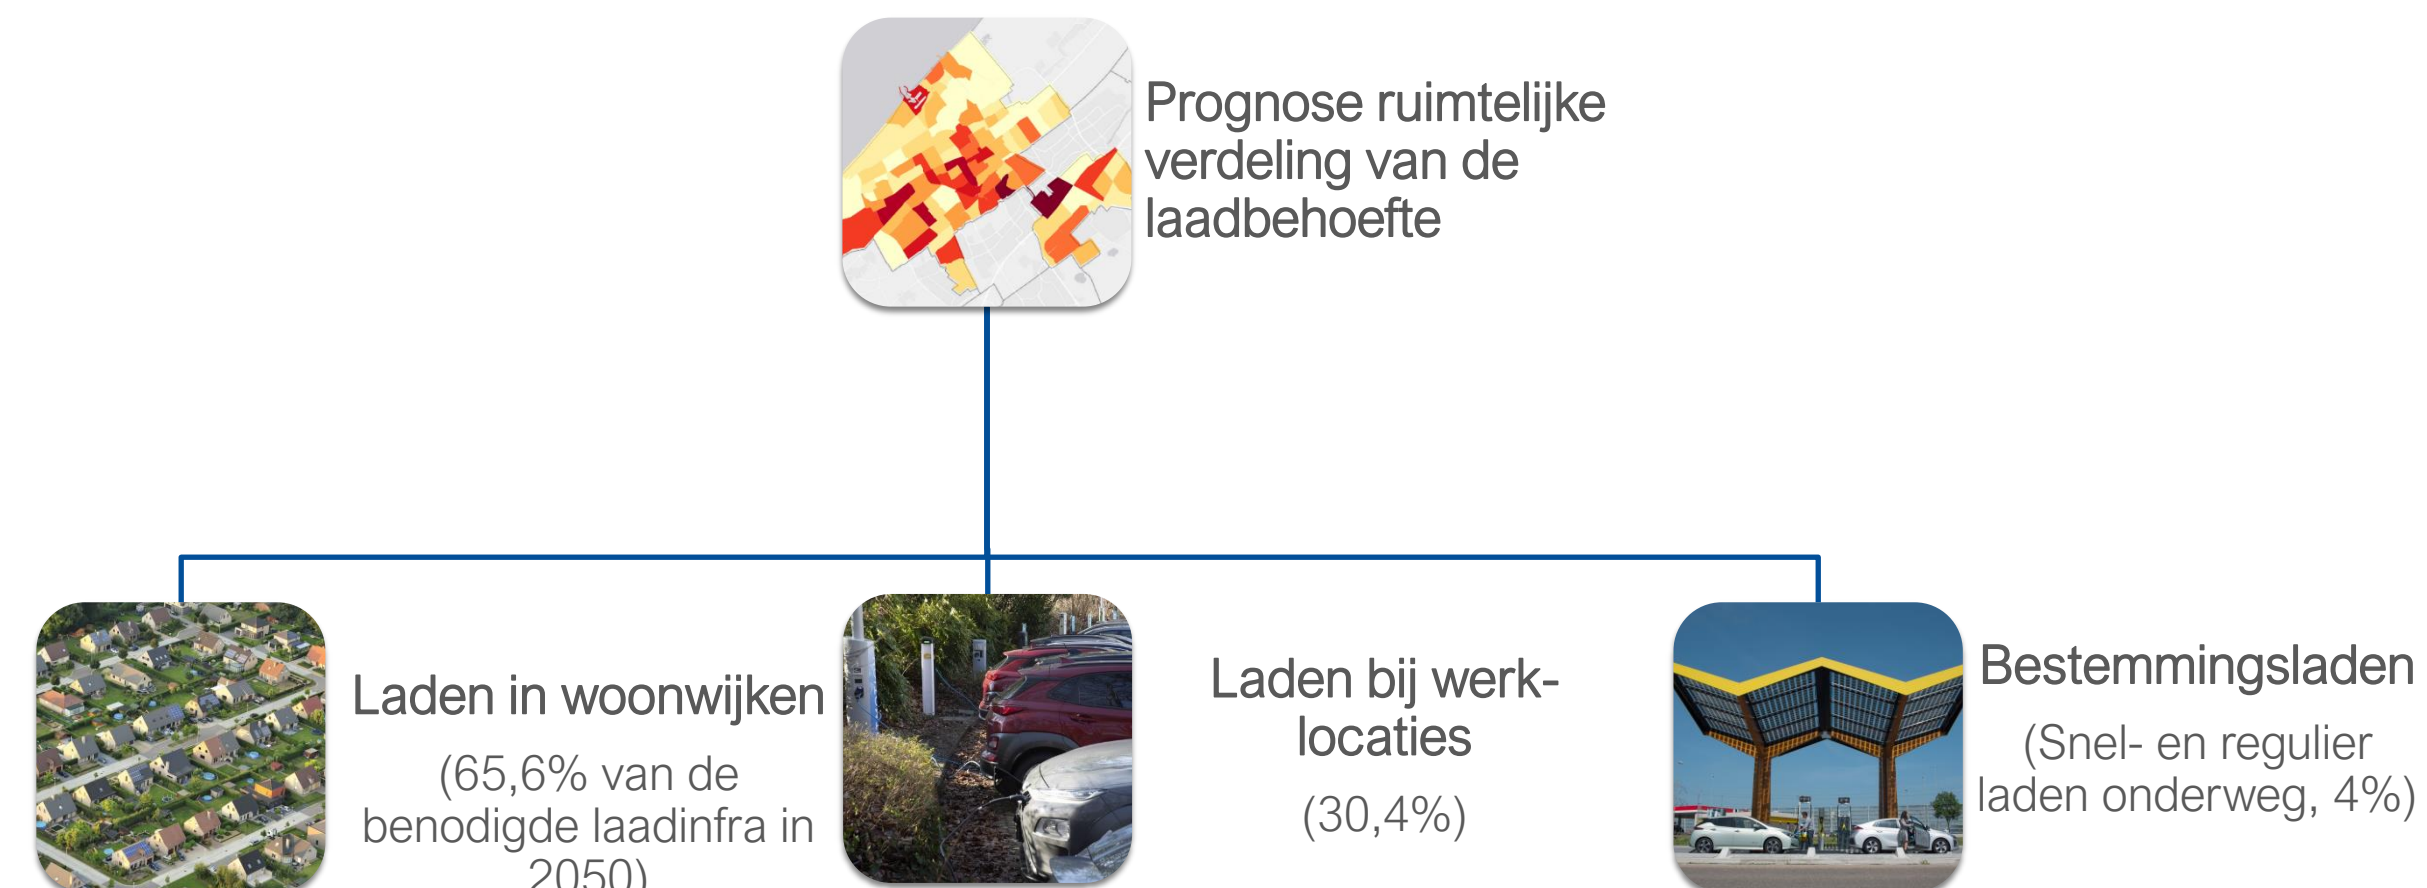 Prognose ruimtelijke
verdeling van de
laadbehoefte
Laden in woonwijken
(65,6% van de
benodigde laadinfra in
2050)
Laden bij werk-
locaties
(30,4%)
Bestemmingsladen
(Snel- en regulier
laden onderweg, 4%)